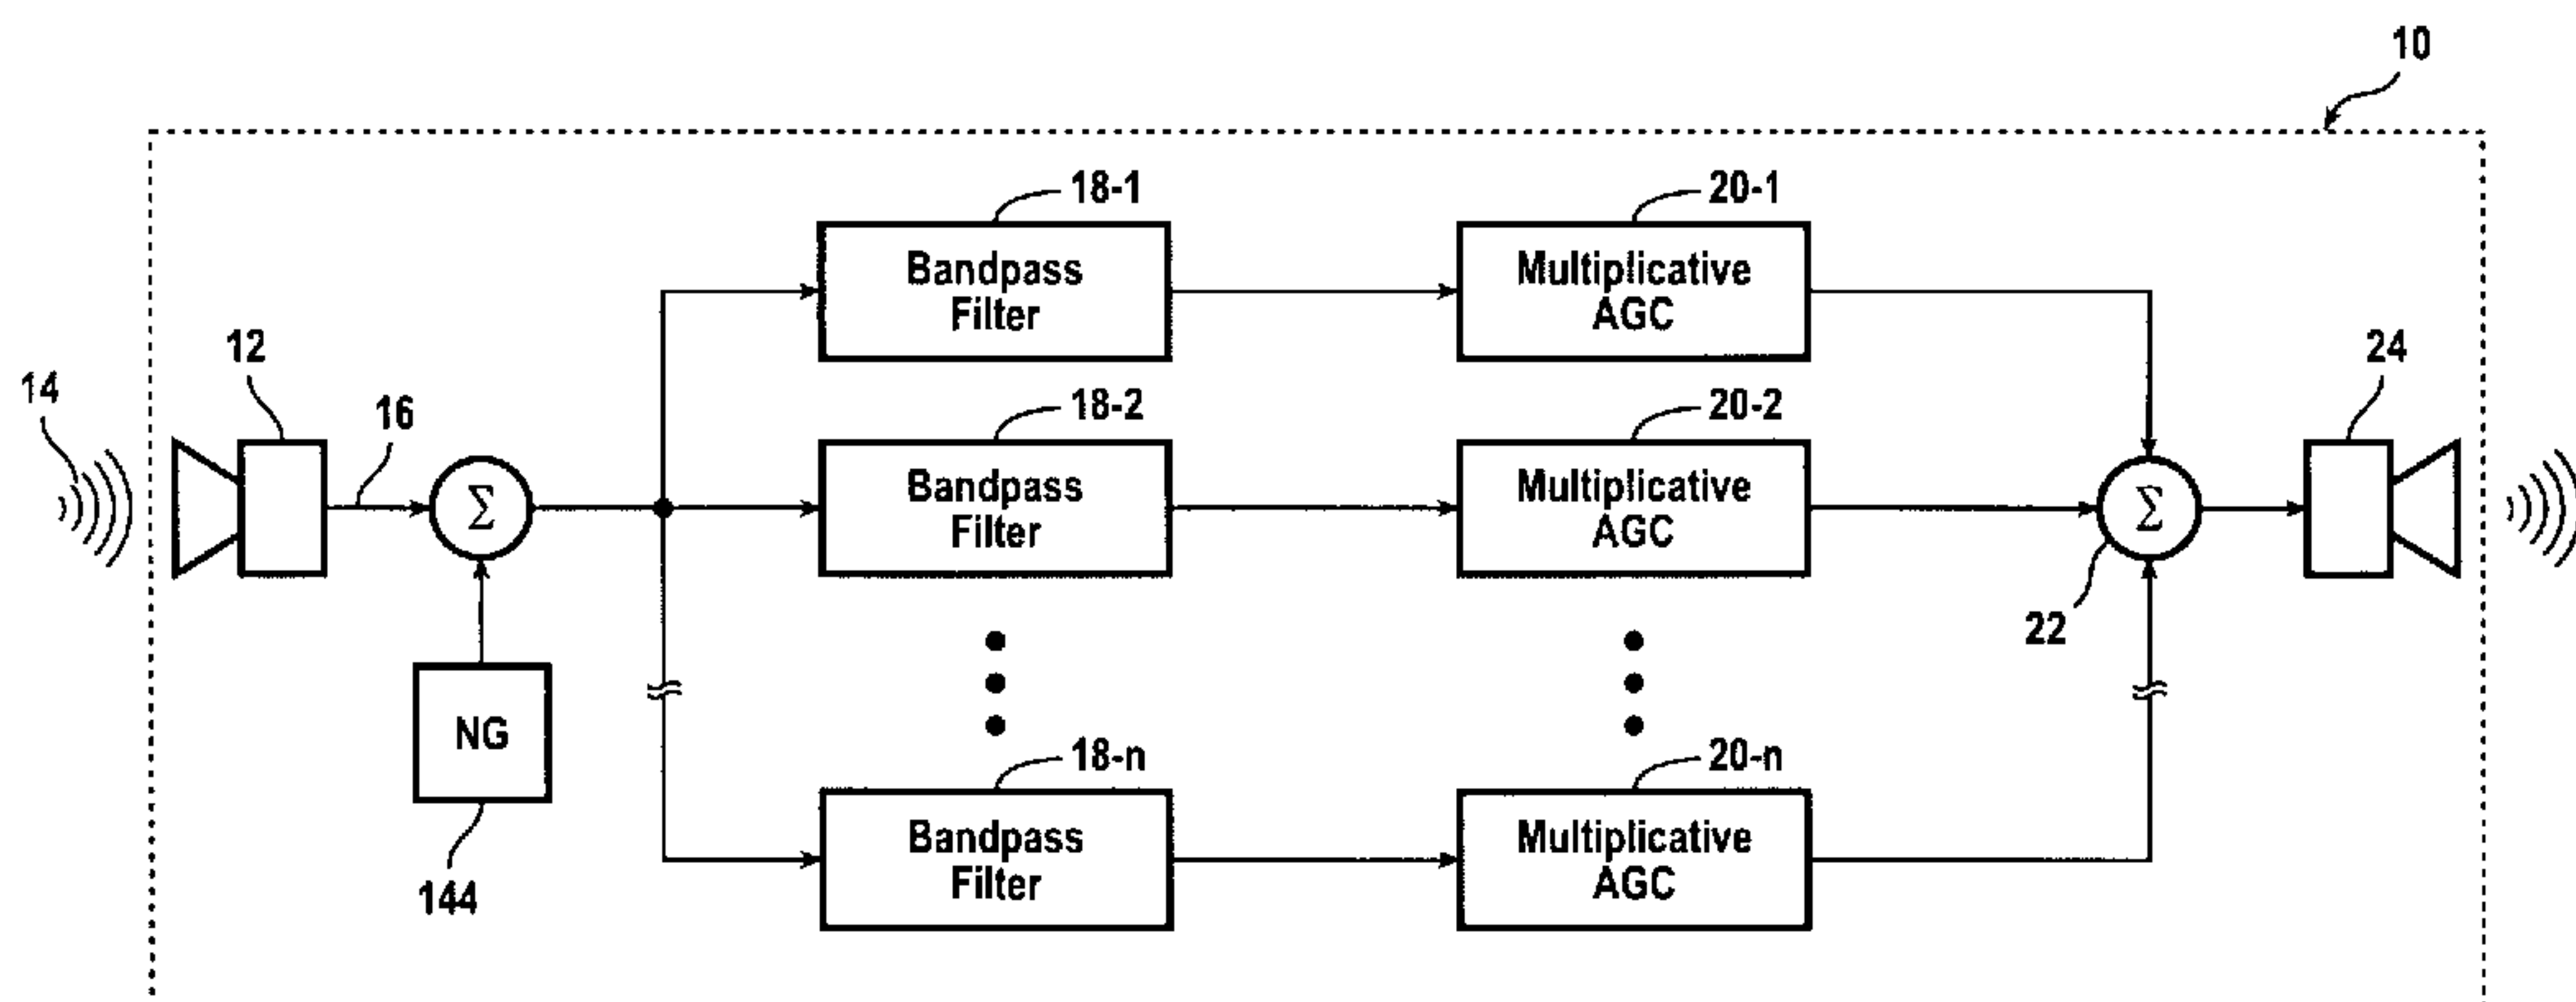 10
18-1
20-1
Bandpass
Filter
Multiplicative
AGC
12
24
14
16
18-2
20-2
Bandpass
Filter
Multiplicative
AGC
Σ
Σ
22
NG
18-n
20-n
144
Bandpass
Filter
Multiplicative
AGC